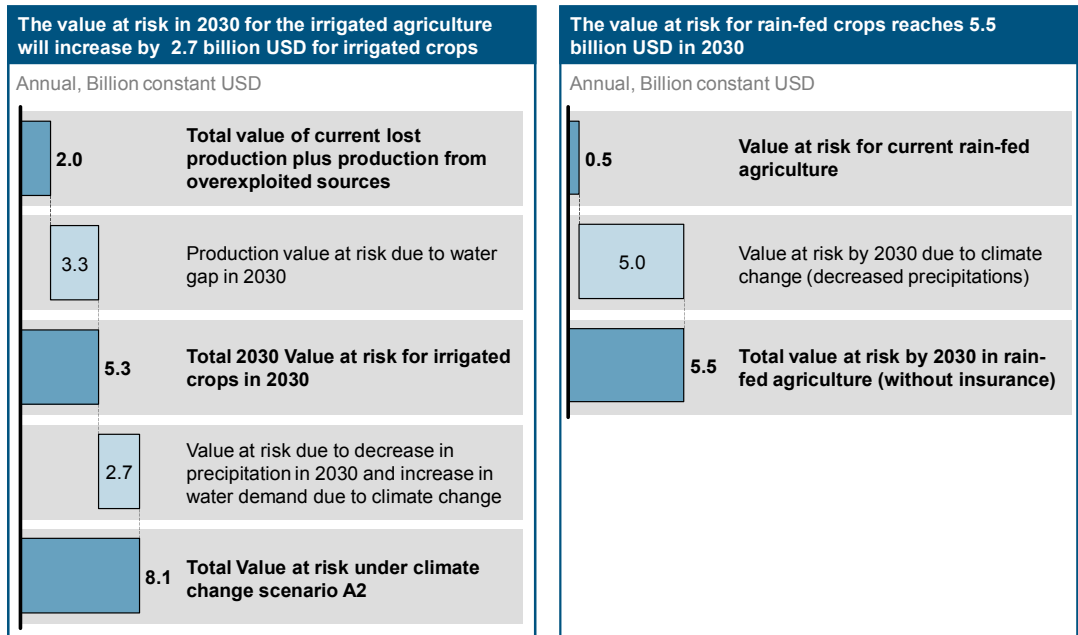 The value at risk in 2030 for the irrigated agriculture
will increase by 2.7 billion USD for irrigated crops
Annual, Billion constant USD
2.0
Total value of current lost
production plus production from
overexploited sources
3.3
Production value at risk due to water
gap in 2030
5.3
Total 2030 Value at risk for irrigated
crops in 2030
2.7
Value at risk due to decrease in
precipitation in 2030 and increase in
water demand due to climate change
8.1
Total Value at risk under climate
change scenario A2
The value at risk for rain-fed crops reaches 5.5
billion USD in 2030
Annual, Billion constant USD
0.5
Value at risk for current rain-fed
agriculture
5.0
Value at risk by 2030 due to climate
change (decreased precipitations)
5.5
Total value at risk by 2030 in rain-
fed agriculture (without insurance)